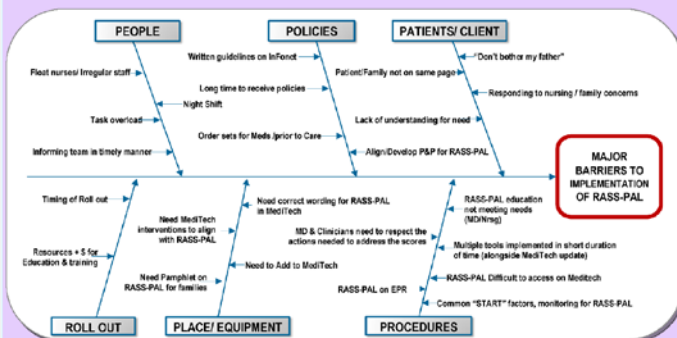 PEOPLE
POLICIES
PATIENTS/ CLIENT
Float nurses/ Irregular staff
Night Shift
Task overload
Informing team in timely manner
Written guidelines on InFonet
Long time to receive policies
Order sets for Meds /prior to Care
Align/Develop P&P for RASS-PAL
"Don't bother my father"
Patient/Family not on same page
Responding to nursing / family concerns
Lack of understanding for need
MAJOR
BARRIERS TO
IMPLEMENTATION
OF RASS-PAL
Timing of Roll out
Resources + $ for
Education & training
Need correct wording for RASS-PAL
in MediTech
Need MediTech
interventions to align
with RASS-PAL
Need to Add to MediTech
Need Pamphlet on
RASS-PAL for families
RASS-PAL education
not meeting needs
(MD/Nrsg)
MD & Clinicians need to respect the
actions needed to address the scores
Multiple tools implemented in short duration
of time (alongside MediTech update)
RASS-PAL Difficult to access on Meditech
RASS-PAL on EPR
Common "START" factors, monitoring for RASS-PAL
ROLL OUT
PLACE/ EQUIPMENT
PROCEDURES